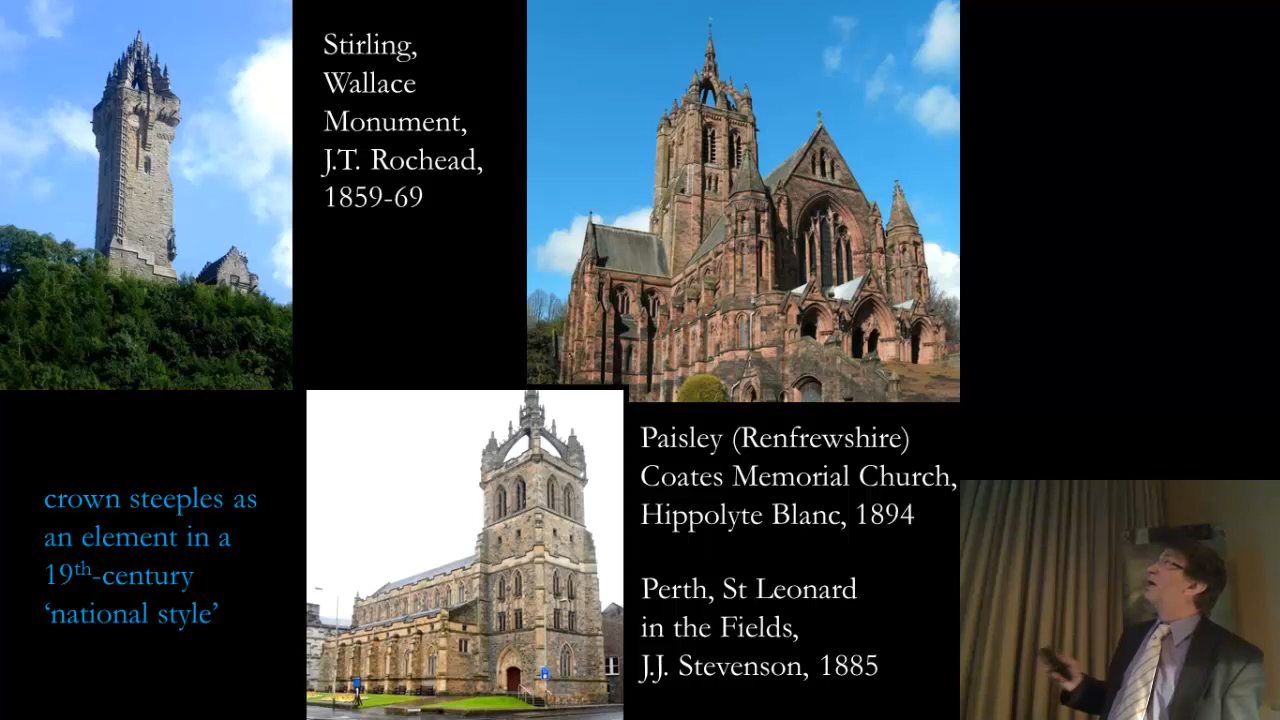 Stirling,
Wallace
Monument,
J.T. Rochead,
1859-69
Paisley (Renfrewshire)
Coates Memorial Church,
Hippolyte Blanc, 1894
crown steeples as
an element in a
19th-century
‘national style’
Perth, St Leonard
in the Fields,
J.J. Stevenson, 1885